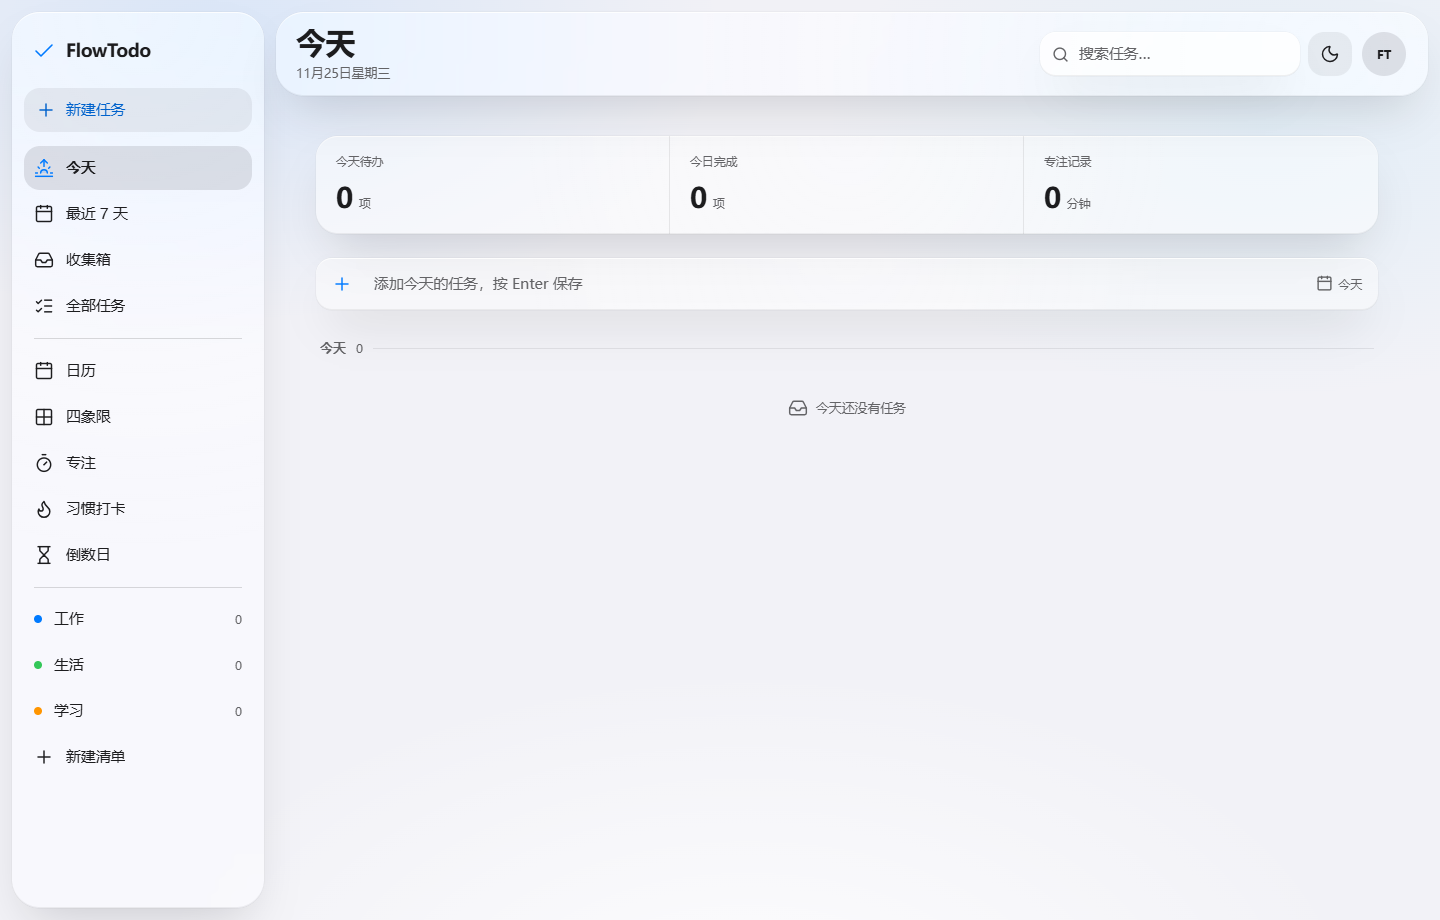 FlowTodo
新建任务
今天
最近 7 天
收集箱
全部任务
日历
四象限
专注
习惯打卡
倒数日
工作 0
生活 0
学习 0
新建清单
今天
11月25日星期三
搜索任务...
FT
今天待办
0 项
今日完成
0 项
专注记录
0 分钟
添加今天的任务，按 Enter 保存
今天
今天 0
今天还没有任务